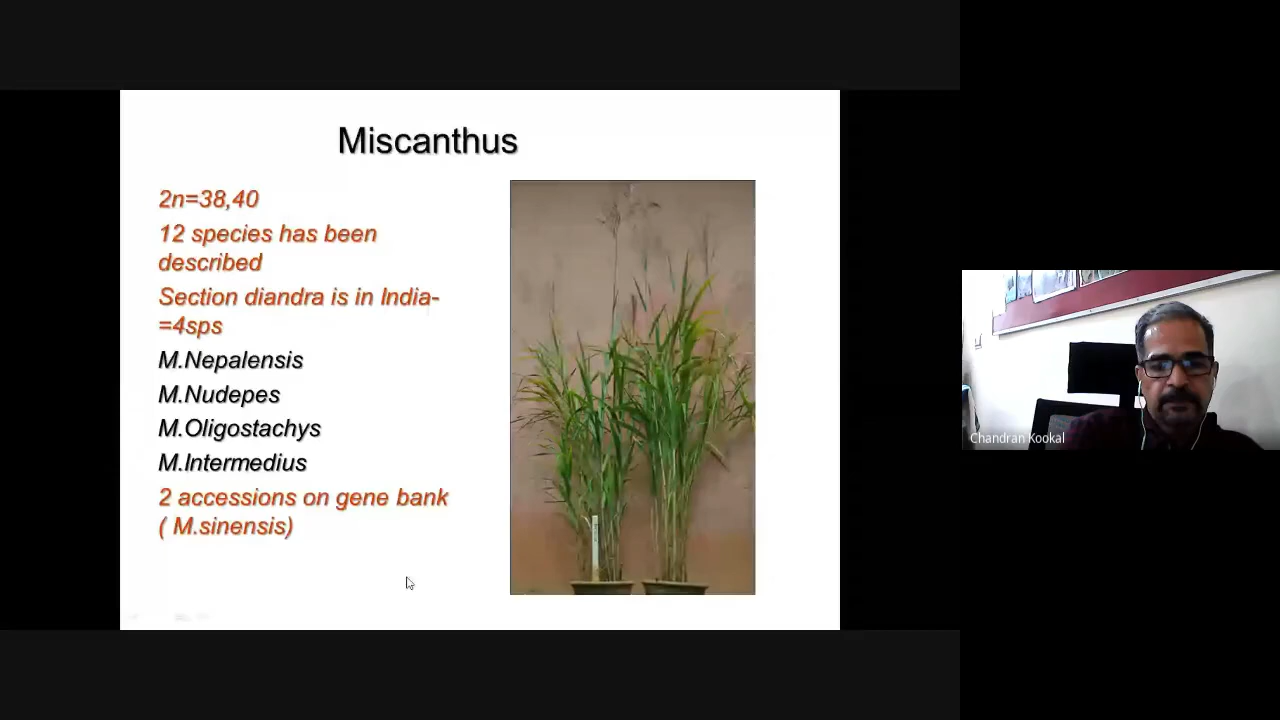 Miscanthus
2n=38,40
12 species has been
described
Section diandra is in India-
=4sps
M.Nepalensis
M.Nudepes
M.Oligostachys
M.Intermedius
2 accessions on gene bank
( M.sinensis)
Chandran Kookal